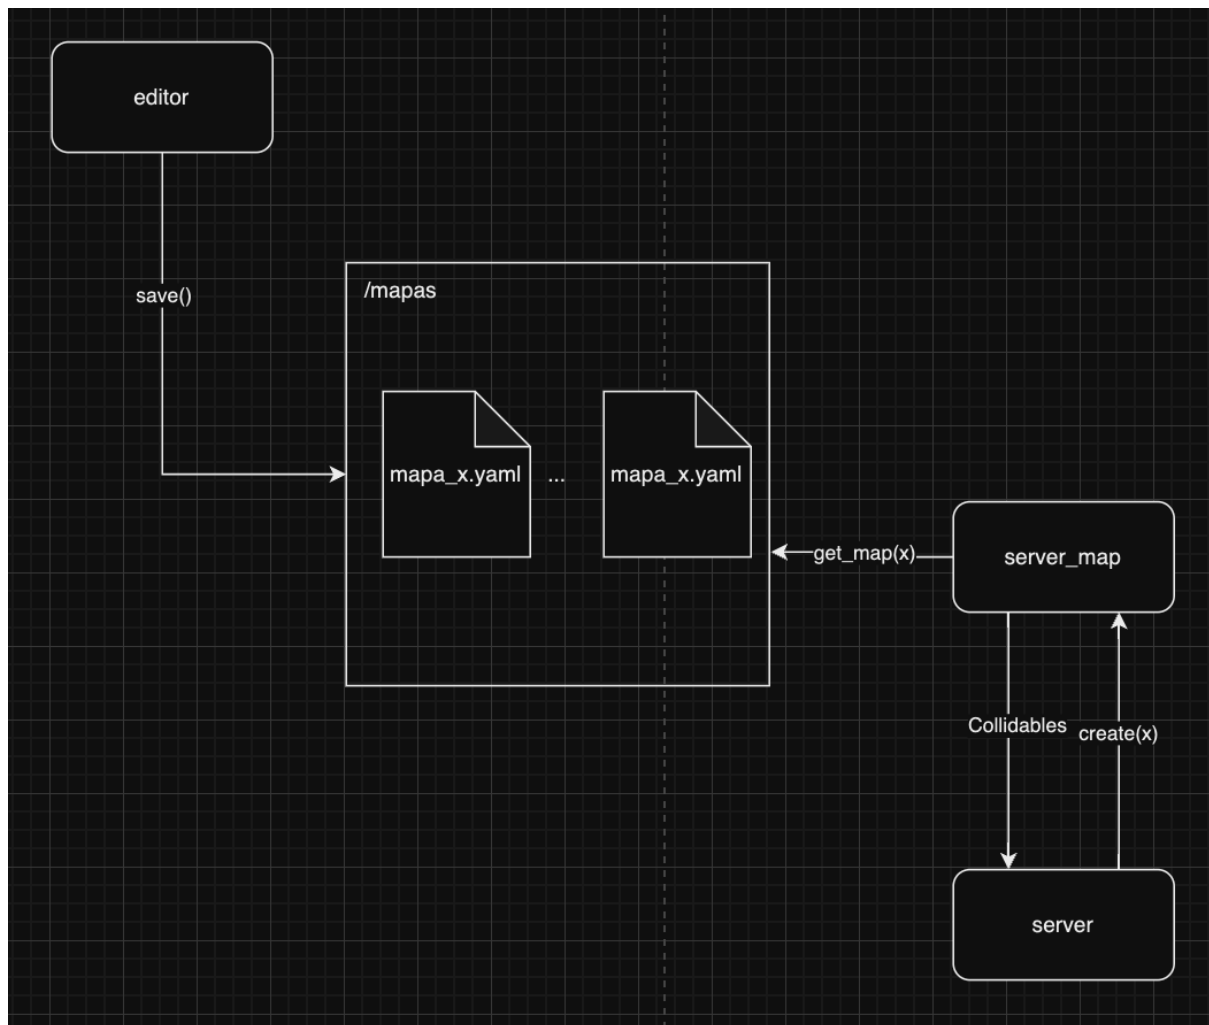 editor
save()
/mapas
mapa_x.yaml
...
mapa_x.yaml
get_map(x)
server_map
Collidables
create(x)
server